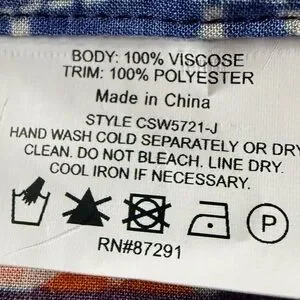 BODY: 100% VISCOSE
TRIM: 100% POLYESTER
Made in China
STYLE CSW5721-J
HAND WASH COLD SEPARATELY OR DRY
CLEAN. DO NOT BLEACH. LINE DRY.
COOL IRON IF NECESSARY.
P
RN#87291